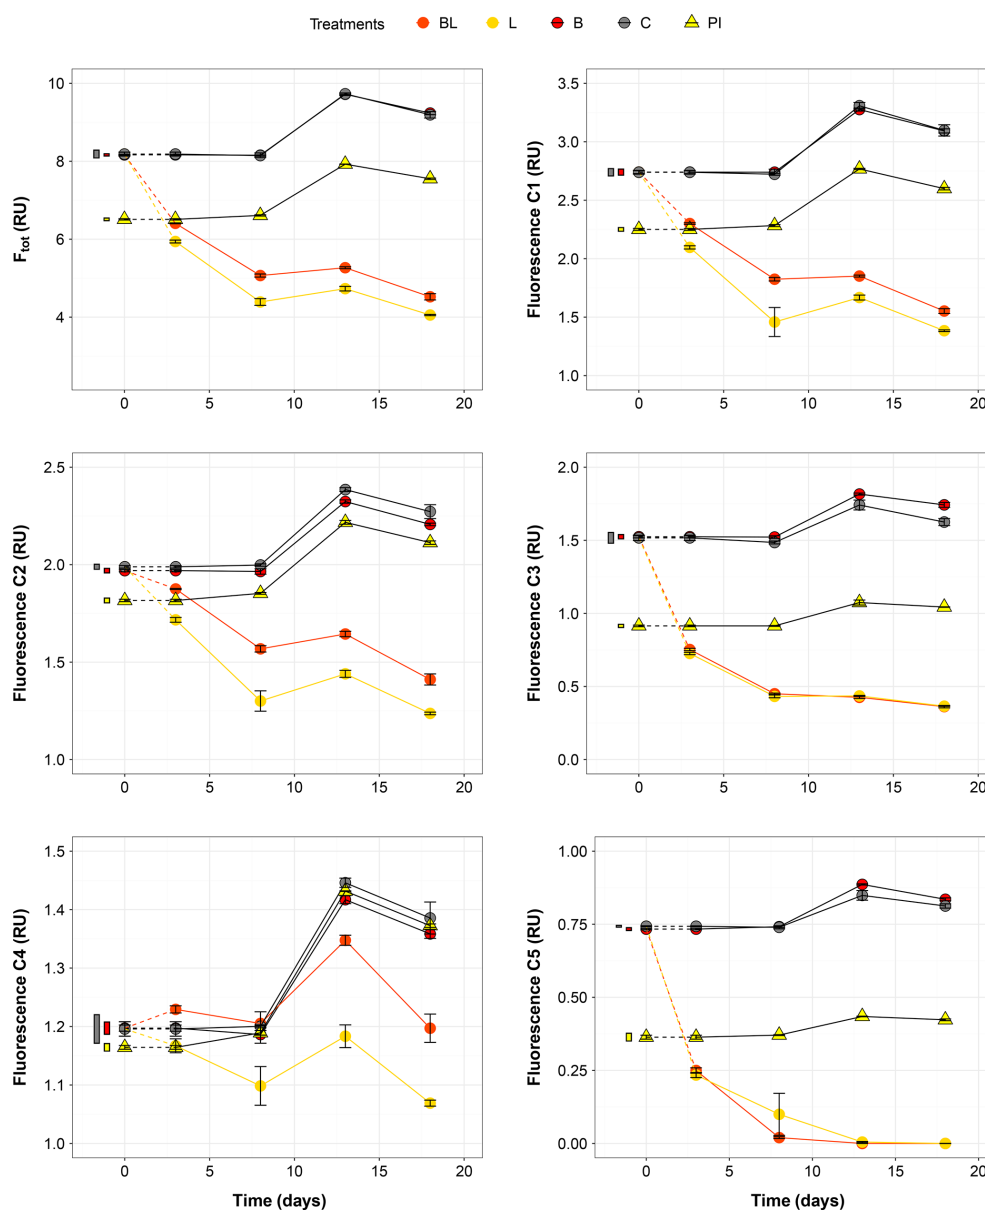 Treatments BL L B C PI
F_tot (RU)
10
8
6
4
0 5 10 15 20
Fluorescence C1 (RU)
3.5
3.0
2.5
2.0
1.5
1.0
0 5 10 15 20
Fluorescence C2 (RU)
2.5
2.0
1.5
1.0
0 5 10 15 20
Fluorescence C3 (RU)
2.0
1.5
1.0
0.5
0.0
0 5 10 15 20
Fluorescence C4 (RU)
1.5
1.4
1.3
1.2
1.1
1.0
0 5 10 15 20
Time (days)
Fluorescence C5 (RU)
1.00
0.75
0.50
0.25
0.00
0 5 10 15 20
Time (days)